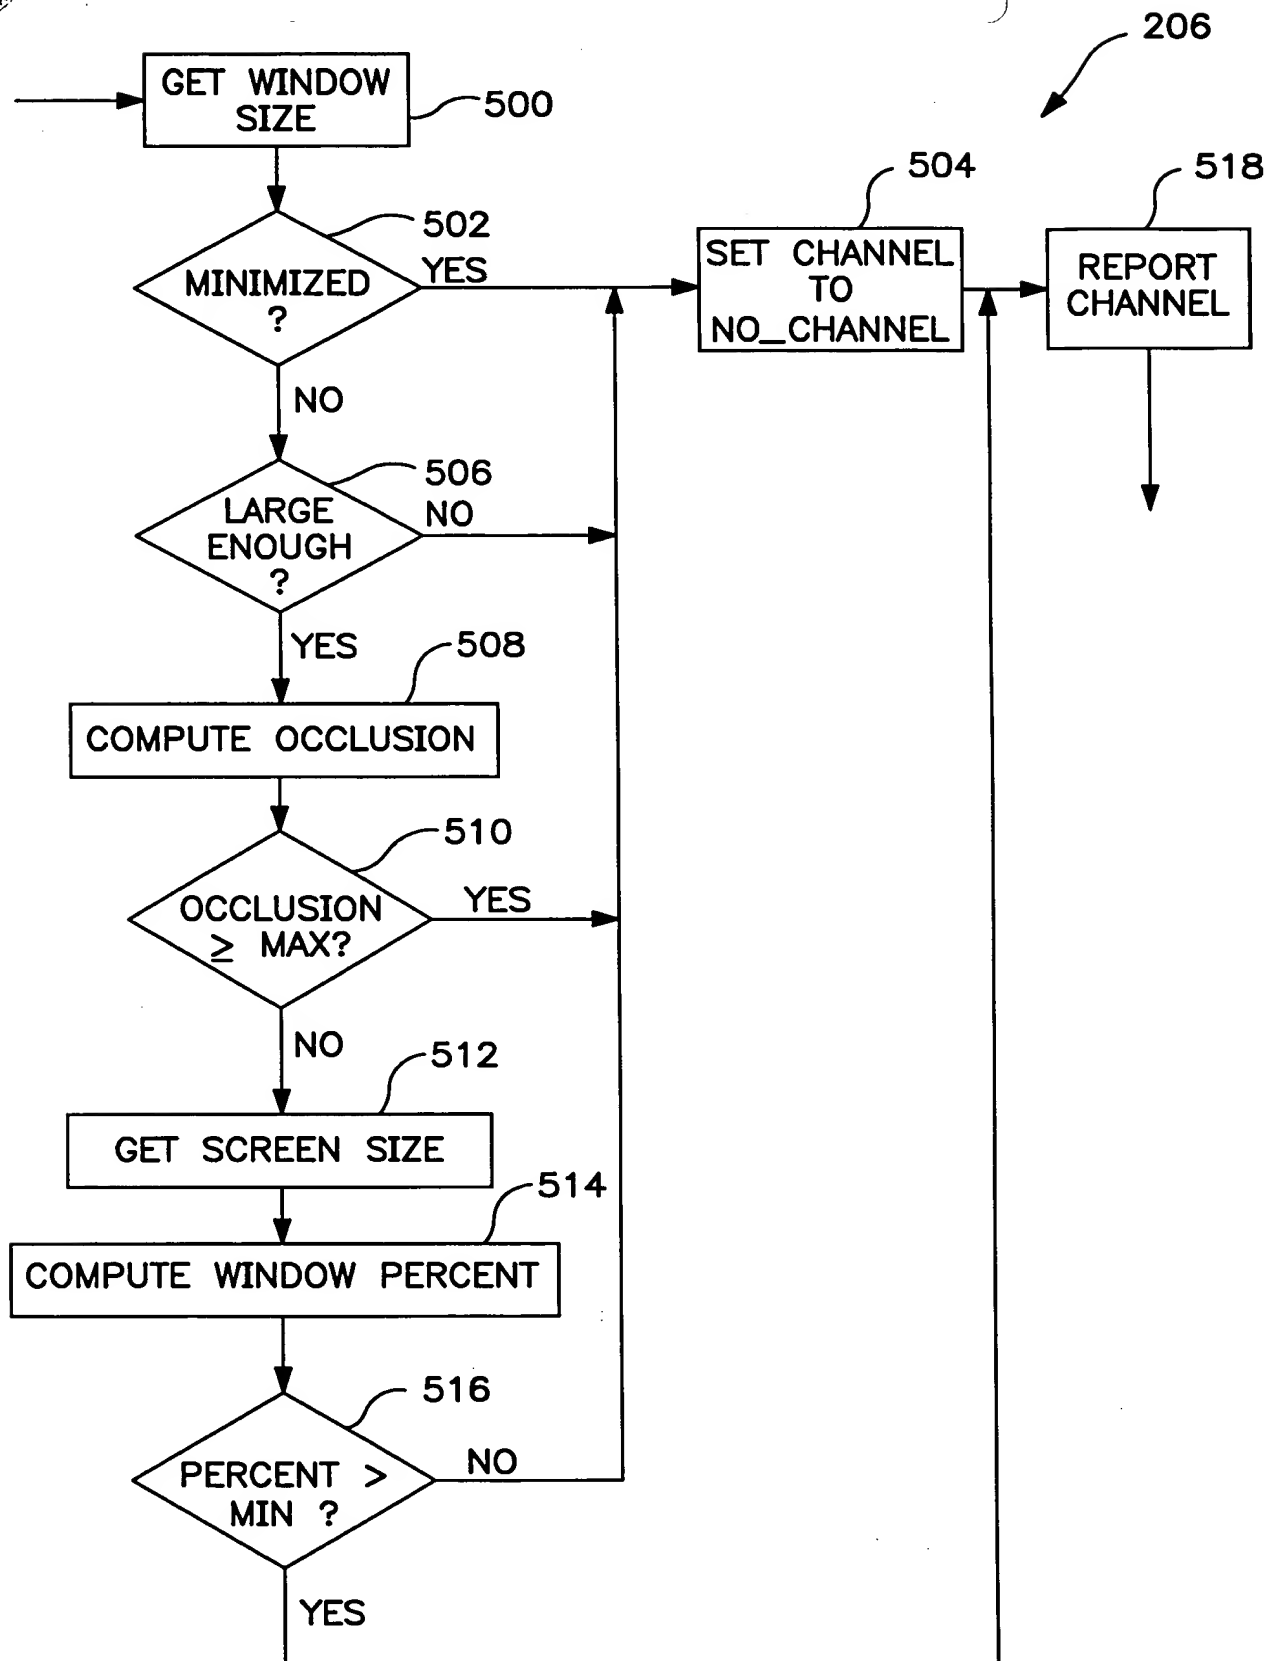 206
GET WINDOW
SIZE
500
504
518
502
MINIMIZED
?
YES
SET CHANNEL
TO
NO_CHANNEL
REPORT
CHANNEL
NO
506
LARGE
ENOUGH
?
NO
YES
508
COMPUTE OCCLUSION
510
OCCLUSION
≥ MAX?
YES
NO
512
GET SCREEN SIZE
514
COMPUTE WINDOW PERCENT
516
PERCENT >
MIN ?
NO
YES